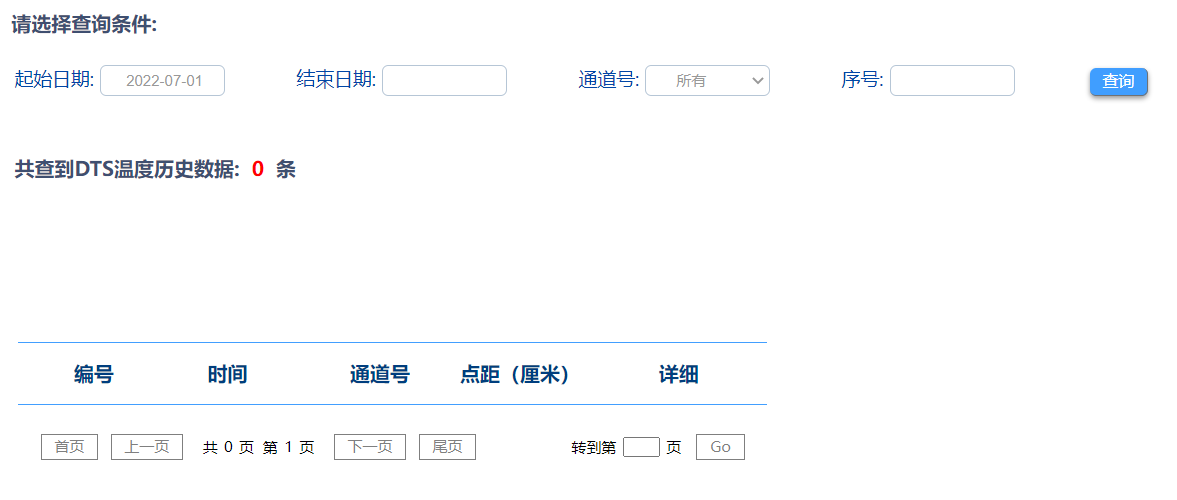 请选择查询条件:
起始日期: 2022-07-01 结束日期: 通道号: 所有 序号: 查询
共查到DTS温度历史数据: 0 条
编号 时间 通道号 点距（厘米） 详细
首页 上一页 共 0 页 第 1 页 下一页 尾页 转到第 页 Go